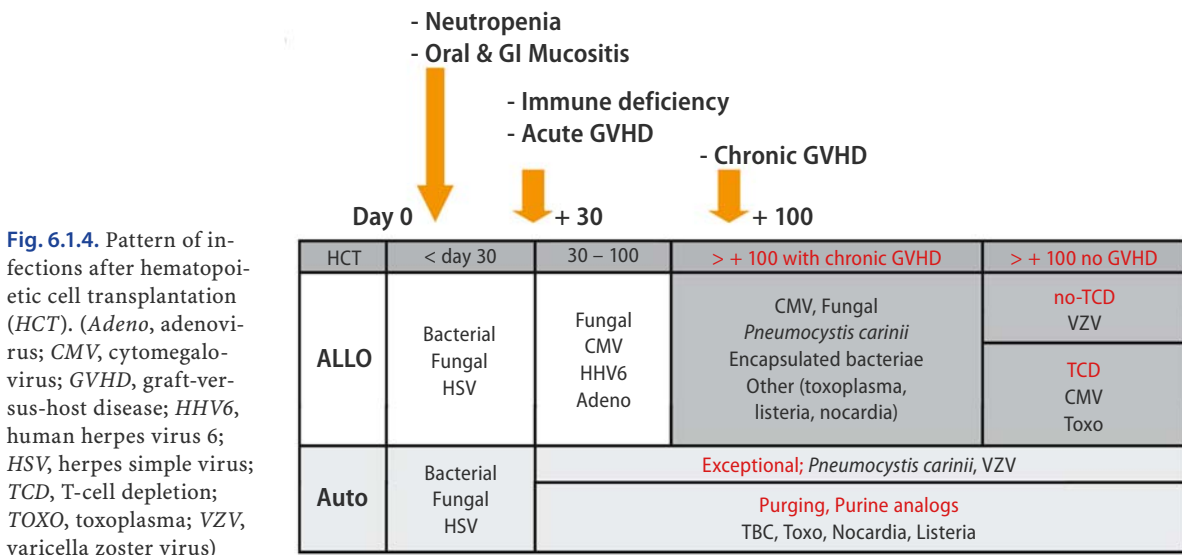 - Neutropenia
- Oral & GI Mucositis
- Immune deficiency
- Acute GVHD
- Chronic GVHD
Day 0
+ 30
+ 100
Fig. 6.1.4. Pattern of in-
fections after hematopoi-
etic cell transplantation
(HCT). (Adeno, adenovi-
rus; CMV, cytomegalo-
virus; GVHD, graft-ver-
sus-host disease; HHV6,
human herpes virus 6;
HSV, herpes simple virus;
TCD, T-cell depletion;
TOXO, toxoplasma; VZV,
varicella zoster virus)
HCT
< day 30
30 – 100
> + 100 with chronic GVHD
> + 100 no GVHD
ALLO
Bacterial
Fungal
HSV
Fungal
CMV
HHV6
Adeno
CMV, Fungal
Pneumocystis carinii
Encapsulated bacteriae
Other (toxoplasma,
listeria, nocardia)
no-TCD
VZV
TCD
CMV
Toxo
Auto
Bacterial
Fungal
HSV
Exceptional; Pneumocystis carinii, VZV
Purging, Purine analogs
TBC, Toxo, Nocardia, Listeria